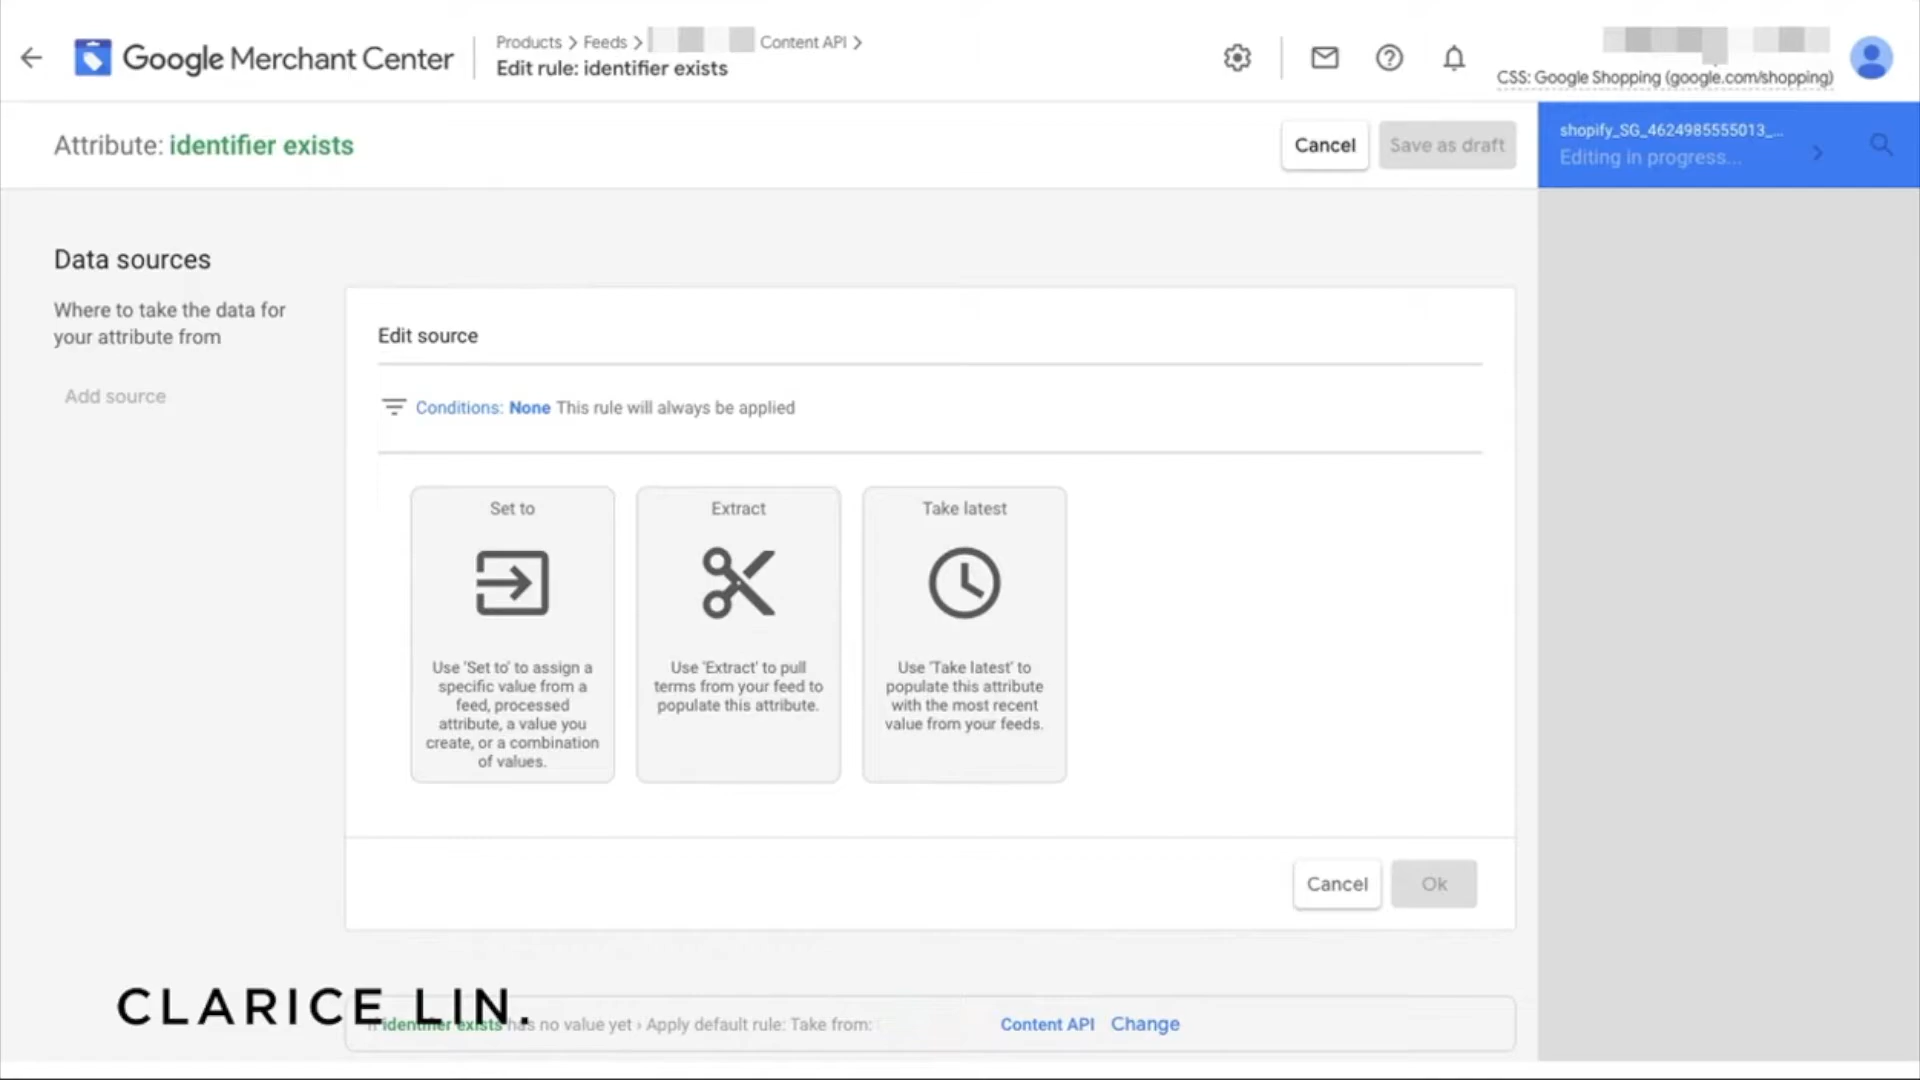 Google Merchant Center
Products > Feeds > Content API >
Edit rule: identifier exists
CSS: Google Shopping (google.com/shopping)
Attribute: identifier exists
Cancel
Save as draft
shopify_SG_4624985555013_...
Editing in progress...
Data sources
Where to take the data for
your attribute from
Add source
Edit source
Conditions: None This rule will always be applied
Set to
Use 'Set to' to assign a
specific value from a
feed, processed
attribute, a value you
create, or a combination
of values.
Extract
Use 'Extract' to pull
terms from your feed to
populate this attribute.
Take latest
Use 'Take latest' to
populate this attribute
with the most recent
value from your feeds.
Cancel
Ok
CLARICE LIN.
identifier exists has no value yet › Apply default rule: Take from: Content API Change